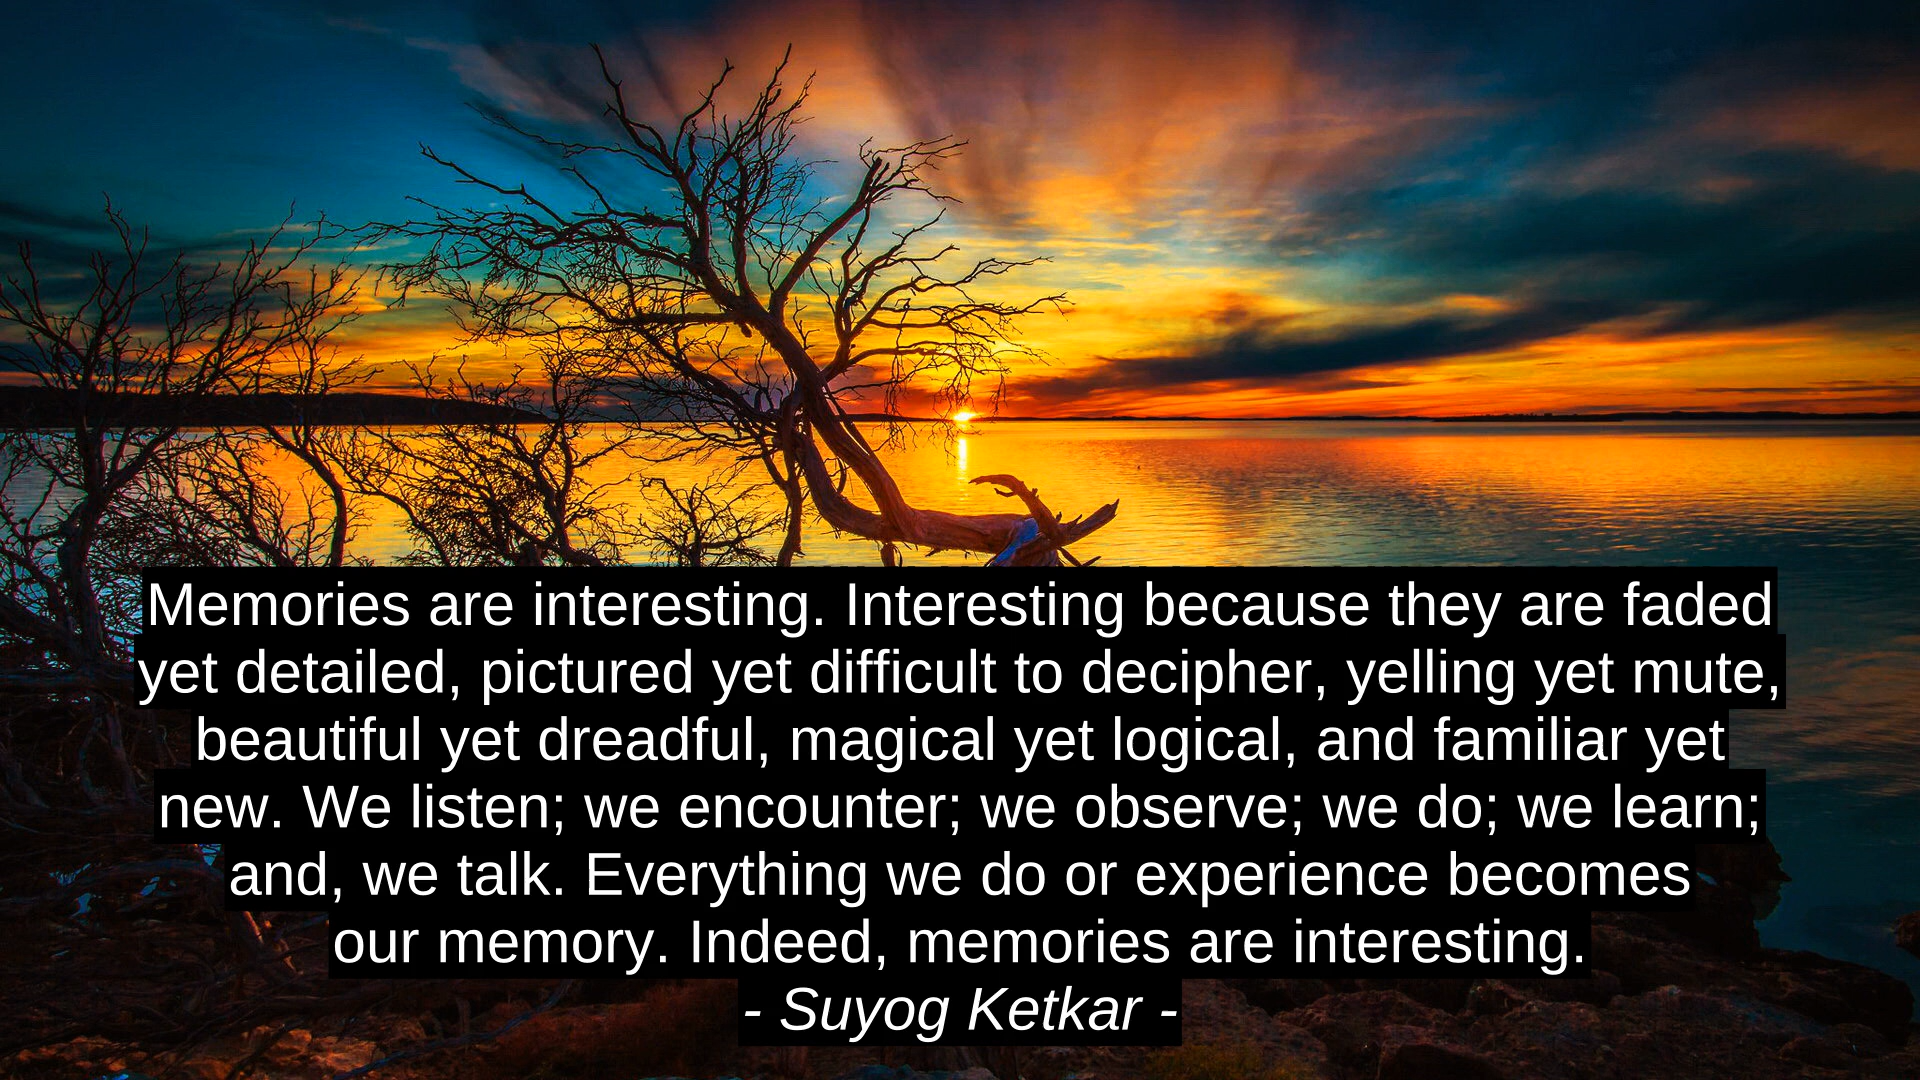 Memories are interesting. Interesting because they are faded
yet detailed, pictured yet difficult to decipher, yelling yet mute,
beautiful yet dreadful, magical yet logical, and familiar yet
new. We listen; we encounter; we observe; we do; we learn;
and, we talk. Everything we do or experience becomes
our memory. Indeed, memories are interesting.
- Suyog Ketkar -